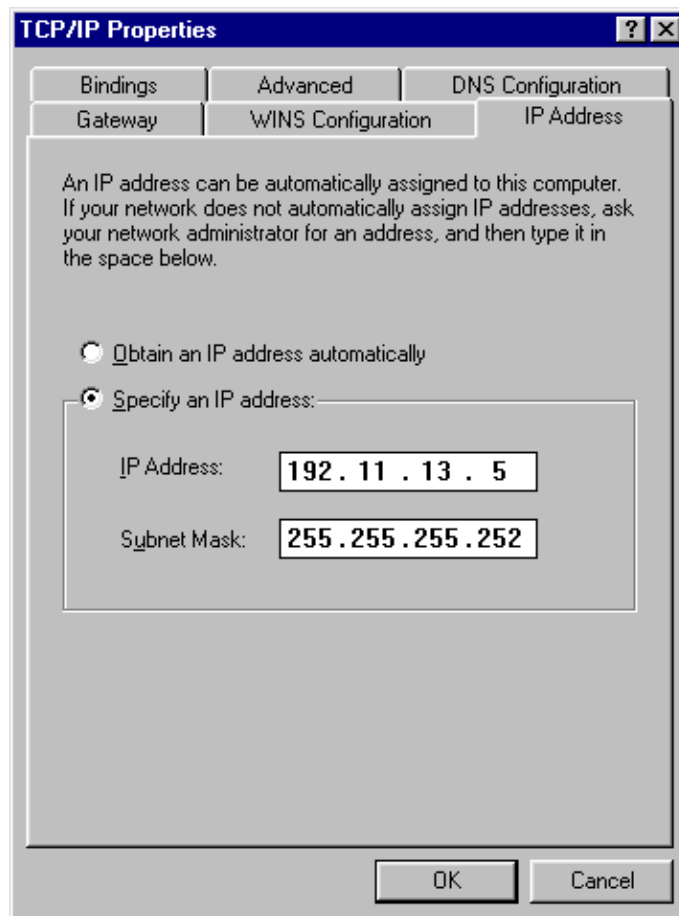 TCP/IP Properties
? ×
Bindings Advanced DNS Configuration
Gateway WINS Configuration IP Address
An IP address can be automatically assigned to this computer.
If your network does not automatically assign IP addresses, ask
your network administrator for an address, and then type it in
the space below.
Obtain an IP address automatically
Specify an IP address:
IP Address: 192 . 11 . 13 . 5
Subnet Mask: 255 . 255 . 255 . 252
OK Cancel